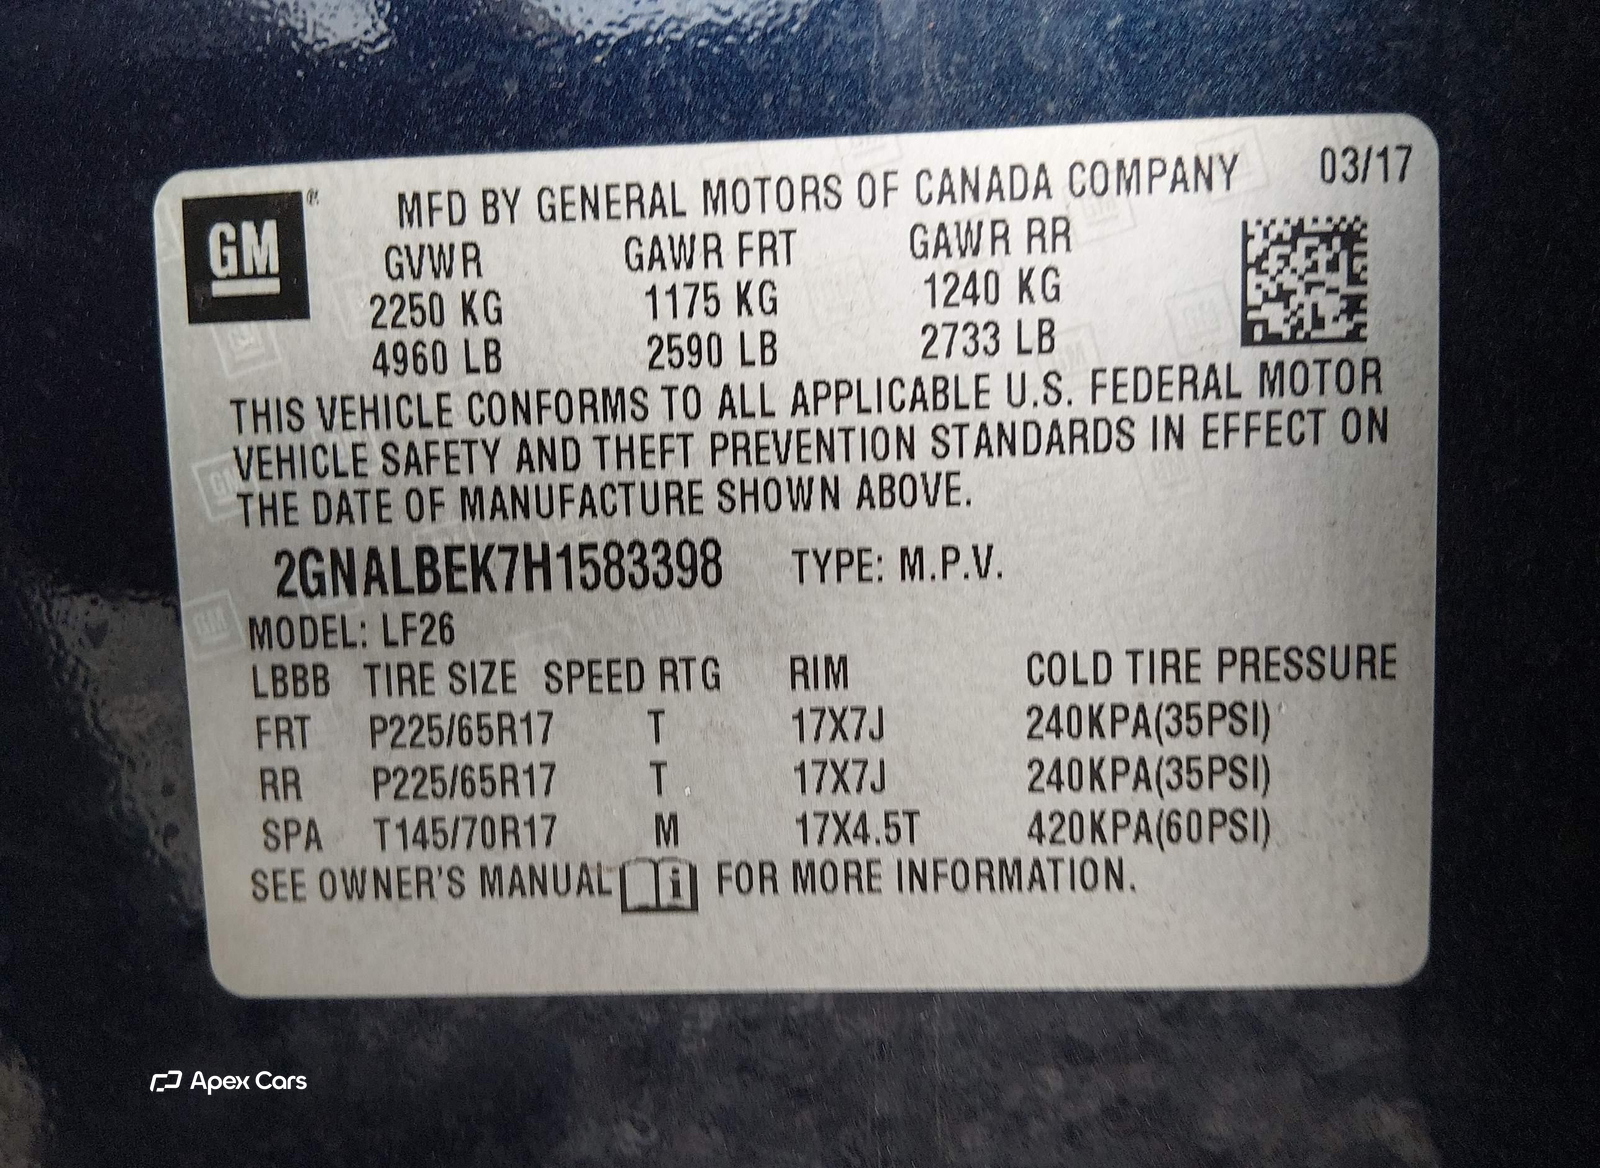 GM ®
MFD BY GENERAL MOTORS OF CANADA COMPANY 03/17
GVWR GAWR FRT GAWR RR
2250 KG 1175 KG 1240 KG
4960 LB 2590 LB 2733 LB
THIS VEHICLE CONFORMS TO ALL APPLICABLE U.S. FEDERAL MOTOR
VEHICLE SAFETY AND THEFT PREVENTION STANDARDS IN EFFECT ON
THE DATE OF MANUFACTURE SHOWN ABOVE.
2GNALBEK7H1583398 TYPE: M.P.V.
MODEL: LF26
LBBB TIRE SIZE SPEED RTG RIM COLD TIRE PRESSURE
FRT P225/65R17 T 17X7J 240KPA(35PSI)
RR P225/65R17 T 17X7J 240KPA(35PSI)
SPA T145/70R17 M 17X4.5T 420KPA(60PSI)
SEE OWNER'S MANUAL i FOR MORE INFORMATION.
Apex Cars